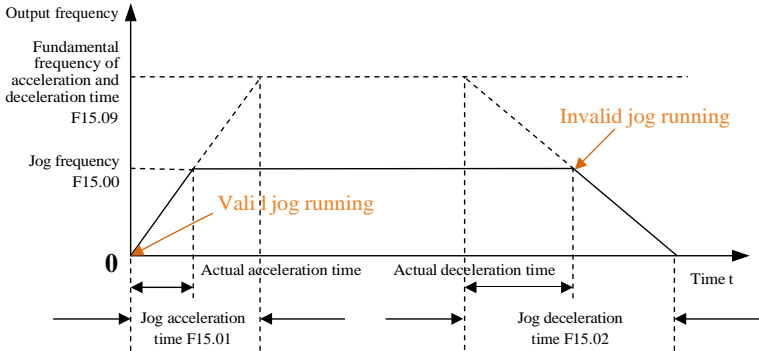 Output frequency
Fundamental
frequency of
acceleration and
deceleration time
F15.09
Invalid jog running
Jog frequency
F15.00
Valid jog running
0
Actual acceleration time
Actual deceleration time
Time t
Jog acceleration
time F15.01
Jog deceleration
time F15.02